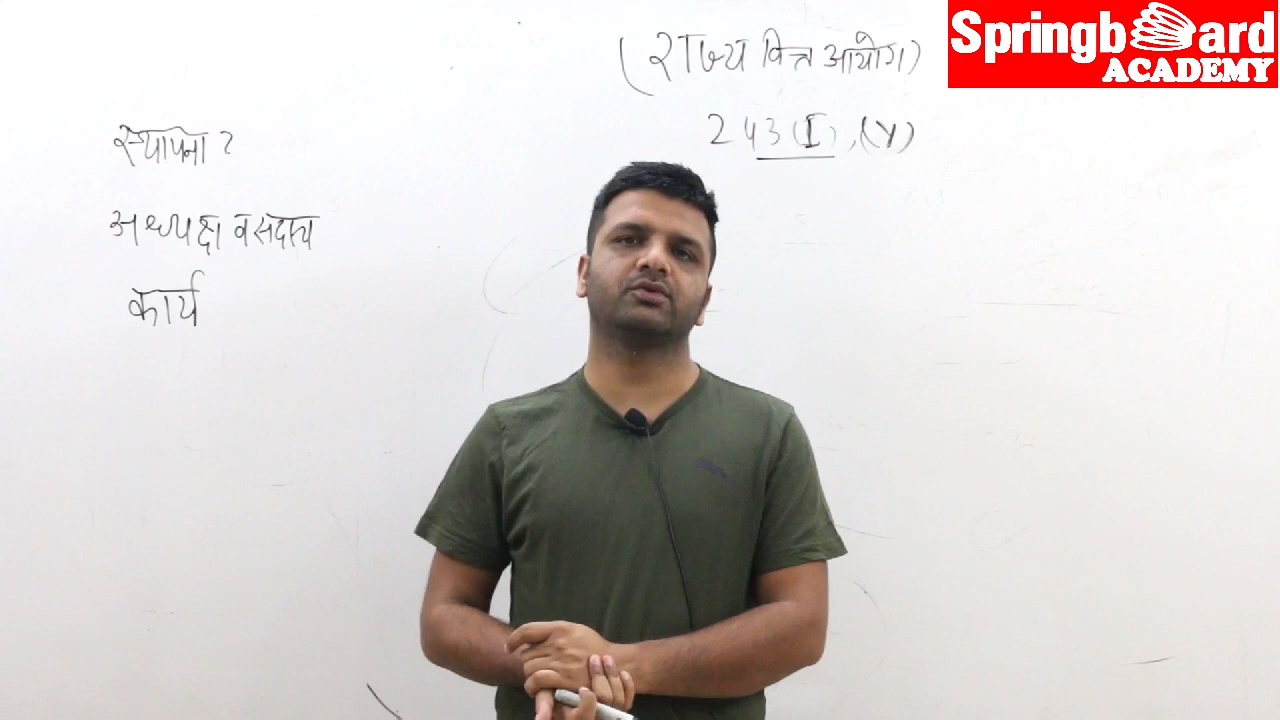 Springboard
ACADEMY
(राज्य वित्त आयोग)
243(I), (Y)
स्थापना ?
अध्यक्ष व सदस्य
कार्य